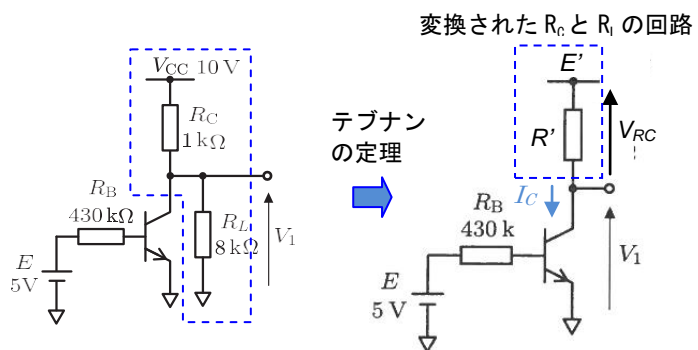 変換された R_C と R_L の回路
V_CC 10 V
R_C
1 kΩ
R_B
430 kΩ
R_L
8 kΩ
V_1
E
5V
テブナン
の定理
E'
R'
V_RC
I_C
R_B
430 k
V_1
E
5 V